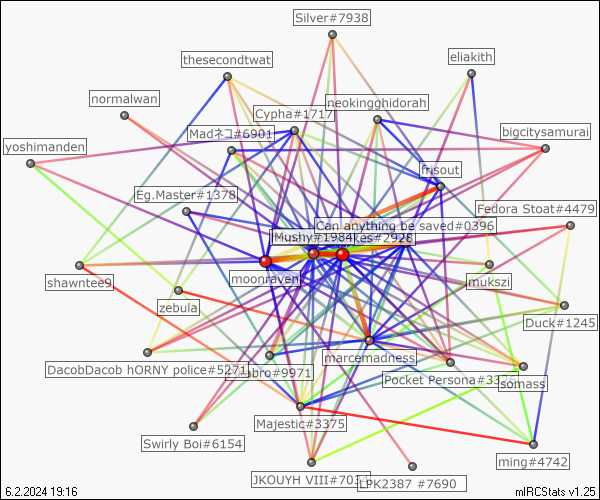 Silver#7938
thesecondtwat
eliakith
normalwan
neokingghidorah
Cypha#1717
Madネコ#6901
bigcitysamurai
yoshimanden
frisout
Eg.Master#1378
Fedora Stoat#4479
Can anything be saved#0396
Mushy#1984
kes#2928
moonraven
mukszi
shawntee9
zebula
Duck#1245
marcemadness
DacobDacob hORNY police#5271
bro#9971
Pocket Persona#33
somass
Majestic#3375
Swirly Boi#6154
ming#4742
JKOUYH VIII#70
LPK2387 #7690
6.2.2024 19:16
mIRCStats v1.25